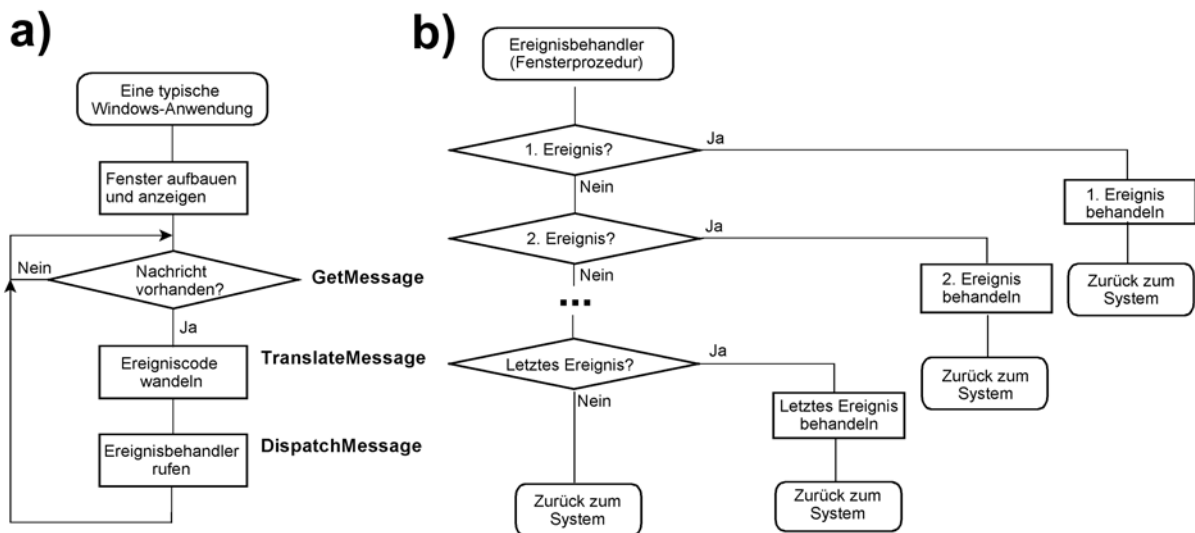 a)
Eine typische
Windows-Anwendung
Fenster aufbauen
und anzeigen
Nein
Nachricht
vorhanden?
GetMessage
Ja
Ereigniscode
wandeln
TranslateMessage
Ereignisbehandler
rufen
DispatchMessage
b)
Ereignisbehandler
(Fensterprozedur)
1. Ereignis?
Ja
Nein
1. Ereignis
behandeln
Zurück zum
System
2. Ereignis?
Ja
Nein
2. Ereignis
behandeln
Zurück zum
System
...
Letztes Ereignis?
Ja
Nein
Letztes Ereignis
behandeln
Zurück zum
System
Zurück zum
System